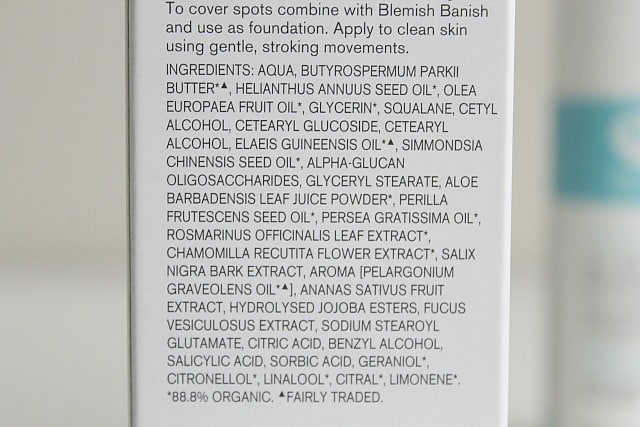 To cover spots combine with Blemish Banish
and use as foundation. Apply to clean skin
using gentle, stroking movements.
INGREDIENTS: AQUA, BUTYROSPERMUM PARKII
BUTTER*▲, HELIANTHUS ANNUUS SEED OIL*, OLEA
EUROPAEA FRUIT OIL*, GLYCERIN*, SQUALANE, CETYL
ALCOHOL, CETEARYL GLUCOSIDE, CETEARYL
ALCOHOL, ELAEIS GUINEENSIS OIL*▲, SIMMONDSIA
CHINENSIS SEED OIL*, ALPHA-GLUCAN
OLIGOSACCHARIDES, GLYCERYL STEARATE, ALOE
BARBADENSIS LEAF JUICE POWDER*, PERILLA
FRUTESCENS SEED OIL*, PERSEA GRATISSIMA OIL*,
ROSMARINUS OFFICINALIS LEAF EXTRACT*,
CHAMOMILLA RECUTITA FLOWER EXTRACT*, SALIX
NIGRA BARK EXTRACT, AROMA [PELARGONIUM
GRAVEOLENS OIL*▲], ANANAS SATIVUS FRUIT
EXTRACT, HYDROLYSED JOJOBA ESTERS, FUCUS
VESICULOSUS EXTRACT, SODIUM STEAROYL
GLUTAMATE, CITRIC ACID, BENZYL ALCOHOL,
SALICYLIC ACID, SORBIC ACID, GERANIOL*,
CITRONELLOL*, LINALOOL*, CITRAL*, LIMONENE*.
*88.8% ORGANIC. ▲FAIRLY TRADED.